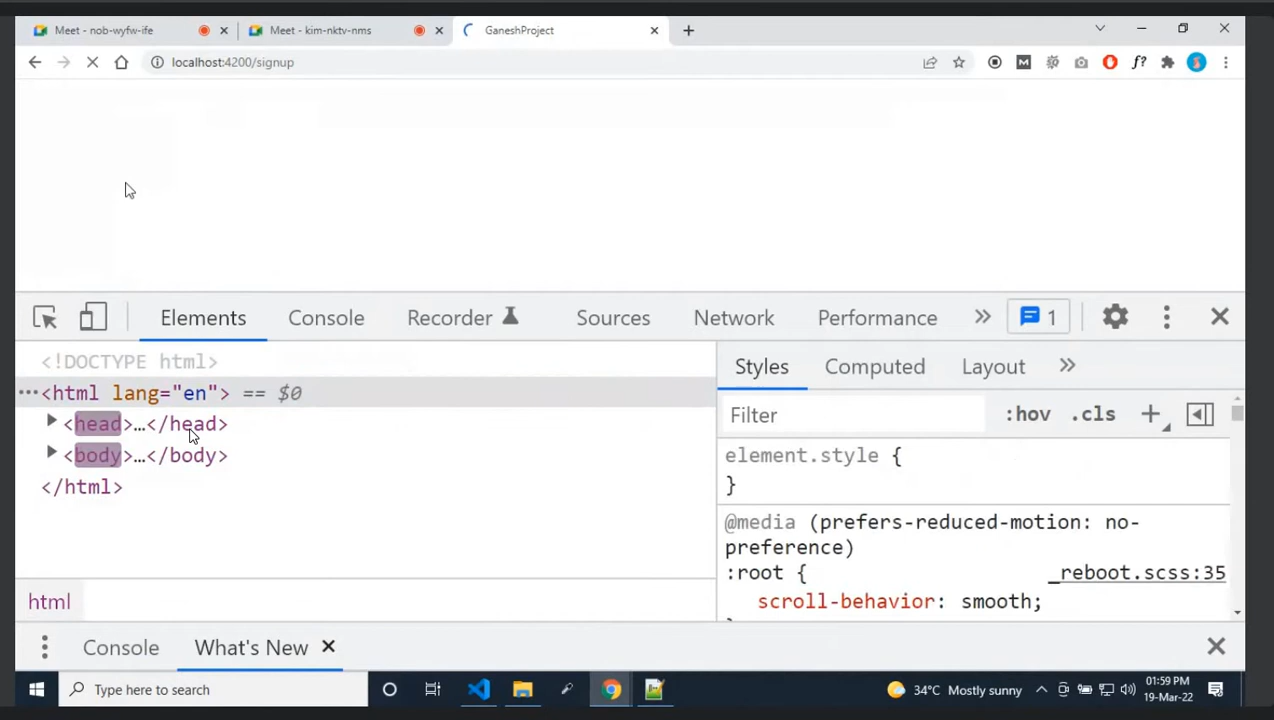 Meet - nob-wyfw-ife
Meet - kim-nktv-nms
GaneshProject
localhost:4200/signup
Elements Console Recorder Sources Network Performance 1
<!DOCTYPE html>
<html lang="en"> == $0
<head>…</head>
<body>…</body>
</html>
html
Styles Computed Layout
Filter :hov .cls
element.style {
}
@media (prefers-reduced-motion: no-
preference)
:root { _reboot.scss:35
scroll-behavior: smooth;
Console What's New
Type here to search
34°C Mostly sunny
01:59 PM
19-Mar-22